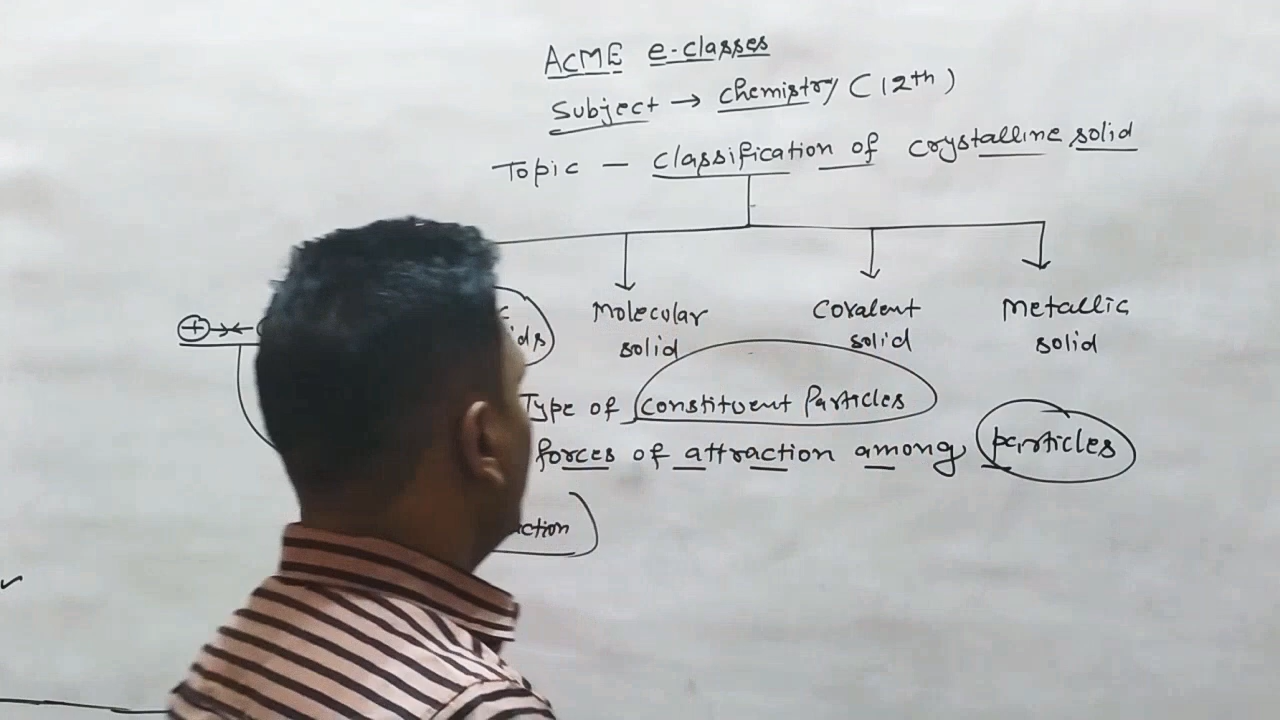 AcME e-classes
Subject → chemistry (12th)
Topic - classification of crystalline solid
Molecular solid
Covalent solid
Metallic solid
Type of constituent Particles
forces of attraction among particles